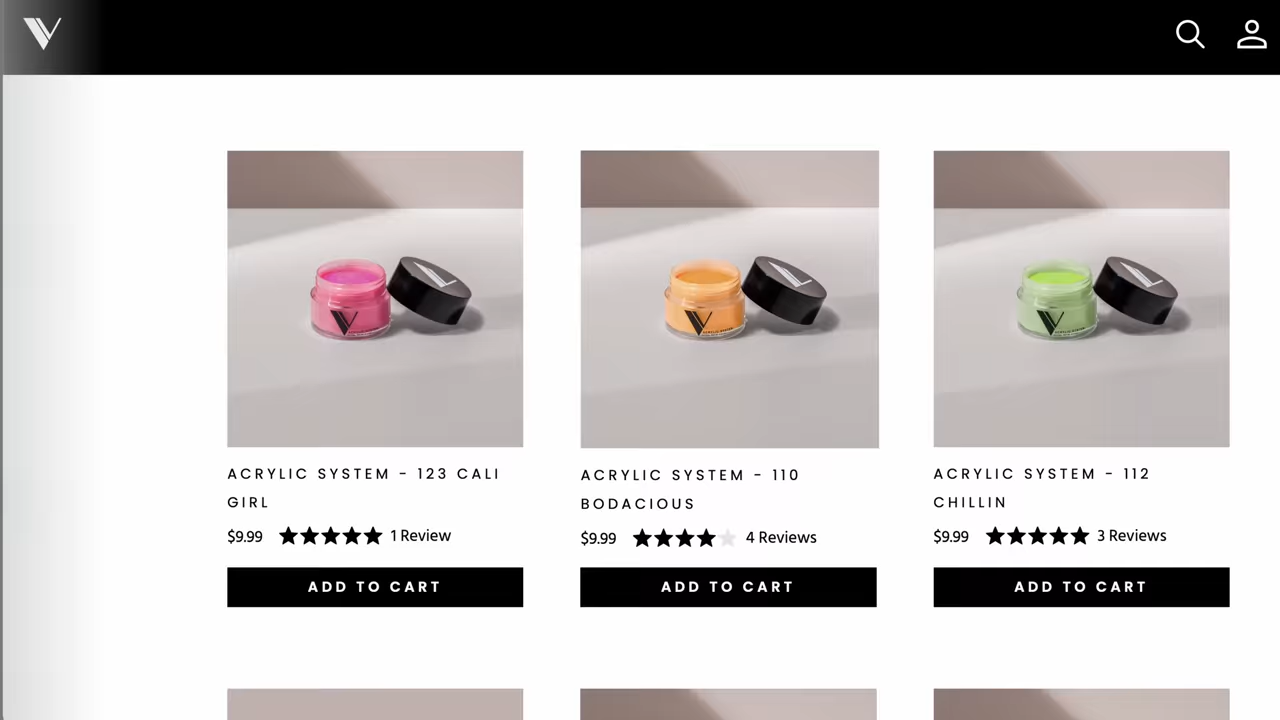 V
ACRYLIC SYSTEM - 123 CALI
GIRL
$9.99 1 Review
ADD TO CART
ACRYLIC SYSTEM - 110
BODACIOUS
$9.99 4 Reviews
ADD TO CART
ACRYLIC SYSTEM - 112
CHILLIN
$9.99 3 Reviews
ADD TO CART